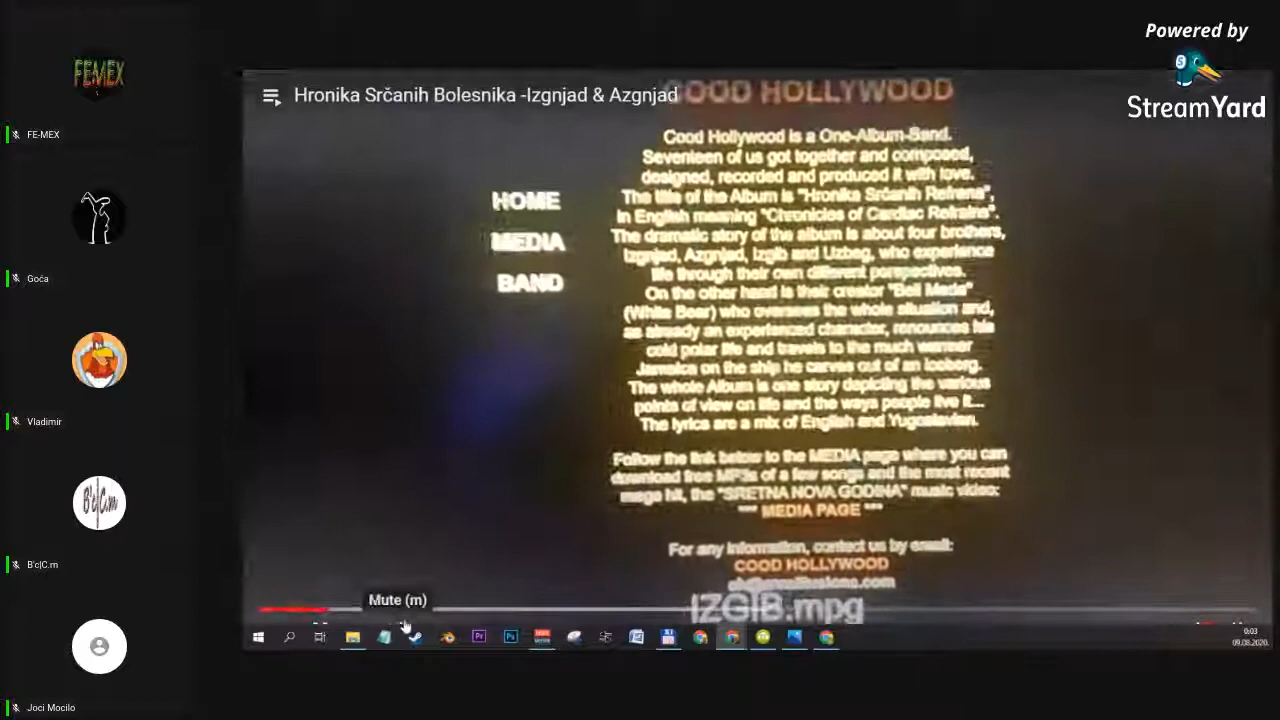 Powered by
StreamYard
FEMEX
FE-MEX
Goća
Vladimir
B'c|C.m
B'c|C.m
Joci Mocilo
Hronika Srčanih Bolesnika -Izgnjad & Azgnjad
COOD HOLLYWOOD
HOME
MEDIA
BAND
Cood Hollywood is a One-Album-Band.
Seventeen of us got together and composed,
designed, recorded and produced it with love.
The title of the Album is "Hronika Srčanih Refrena",
in English meaning "Chronicles of Cardiac Refrains".
The dramatic story of the album is about four brothers,
Izgnjad, Azgnjad, Izgib and Uzbeg, who experience
life through their own different perspectives.
On the other hand is their creator "Beli Meda"
(White Bear) who oversees the whole situation and,
as already an experienced character, renounces his
cold polar life and travels to the much warmer
Jamaica on the ship he carves out of an iceberg.
The whole Album is one story depicting the various
points of view on life and the ways people live it...
The lyrics are a mix of English and Yugoslavian.
Follow the link below to the MEDIA page where you can
download free MP3s of a few songs and the most recent
mega hit, the "SRETNA NOVA GODINA" music video:
*** MEDIA PAGE ***
For any information, contact us by email:
COOD HOLLYWOOD
IZGIB.mpg
Mute (m)
0:03
09.08.2020.